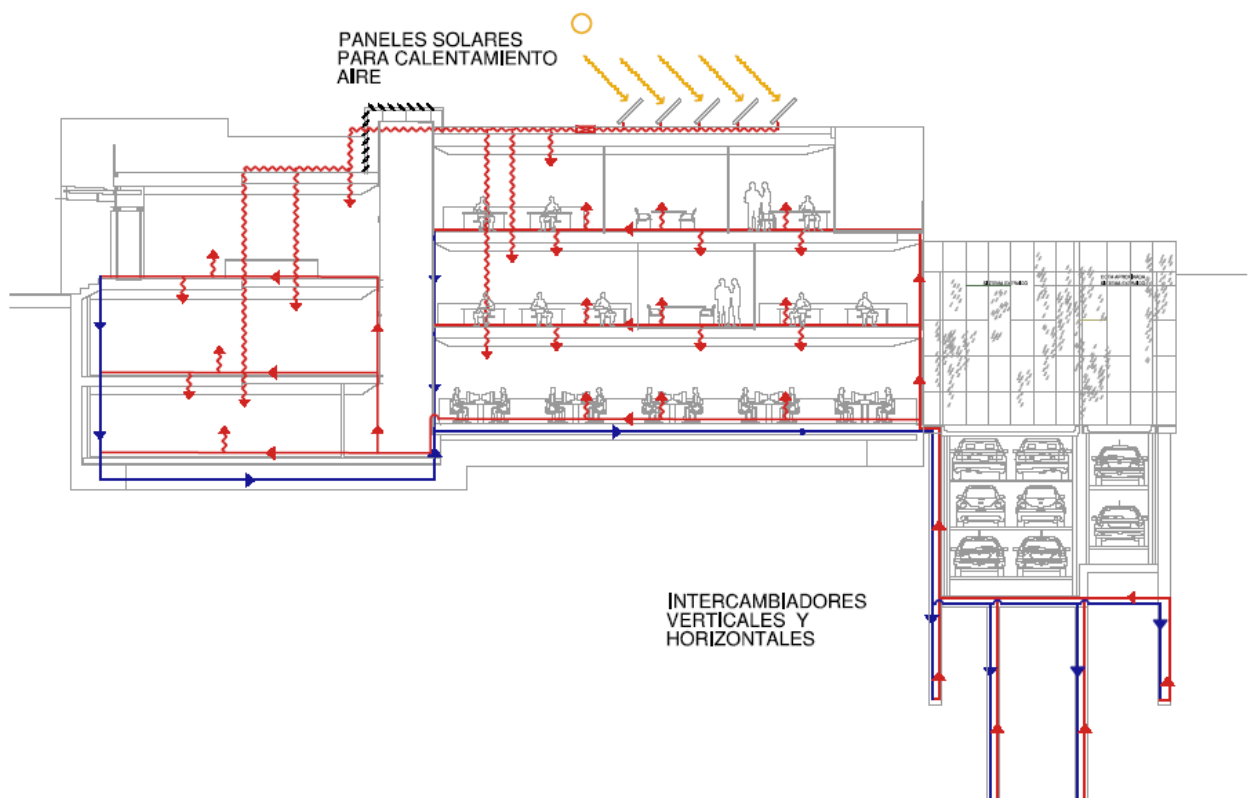 PANELES SOLARES
PARA CALENTAMIENTO
AIRE
INTERCAMBIADORES
VERTICALES Y
HORIZONTALES